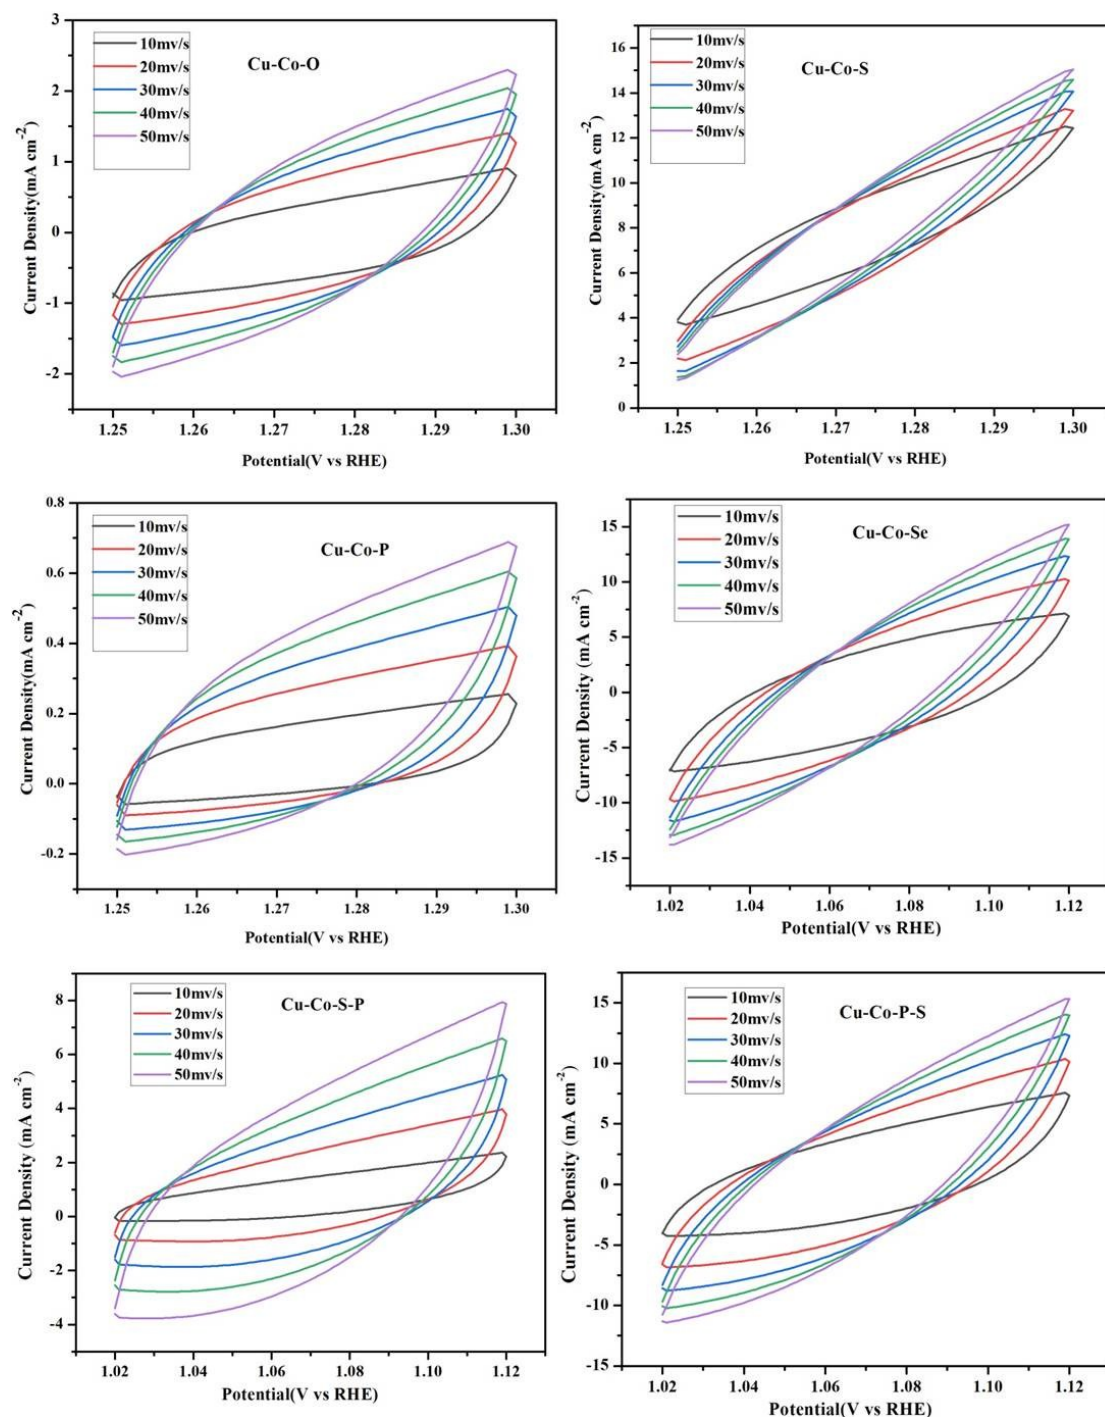 Cu-Co-O
10mv/s
20mv/s
30mv/s
40mv/s
50mv/s
3
2
1
0
-1
-2
Current Density(mA cm-2)
1.25 1.26 1.27 1.28 1.29 1.30
Potential(V vs RHE)
Cu-Co-S
10mv/s
20mv/s
30mv/s
40mv/s
50mv/s
16
14
12
10
8
6
4
2
0
Current Density(mA cm-2)
1.25 1.26 1.27 1.28 1.29 1.30
Potential(V vs RHE)
Cu-Co-P
10mv/s
20mv/s
30mv/s
40mv/s
50mv/s
0.8
0.6
0.4
0.2
0.0
-0.2
Current Density(mA cm-2)
1.25 1.26 1.27 1.28 1.29 1.30
Potential(V vs RHE)
Cu-Co-Se
10mv/s
20mv/s
30mv/s
40mv/s
50mv/s
15
10
5
0
-5
-10
-15
Current Density (mA cm-2)
1.02 1.04 1.06 1.08 1.10 1.12
Potential(V vs RHE)
Cu-Co-S-P
10mv/s
20mv/s
30mv/s
40mv/s
50mv/s
8
6
4
2
0
-2
-4
Current Density (mA cm-2)
1.02 1.04 1.06 1.08 1.10 1.12
Potential(V vs RHE)
Cu-Co-P-S
10mv/s
20mv/s
30mv/s
40mv/s
50mv/s
15
10
5
0
-5
-10
-15
Current Density (mA cm-2)
1.02 1.04 1.06 1.08 1.10 1.12
Potential(V vs RHE)